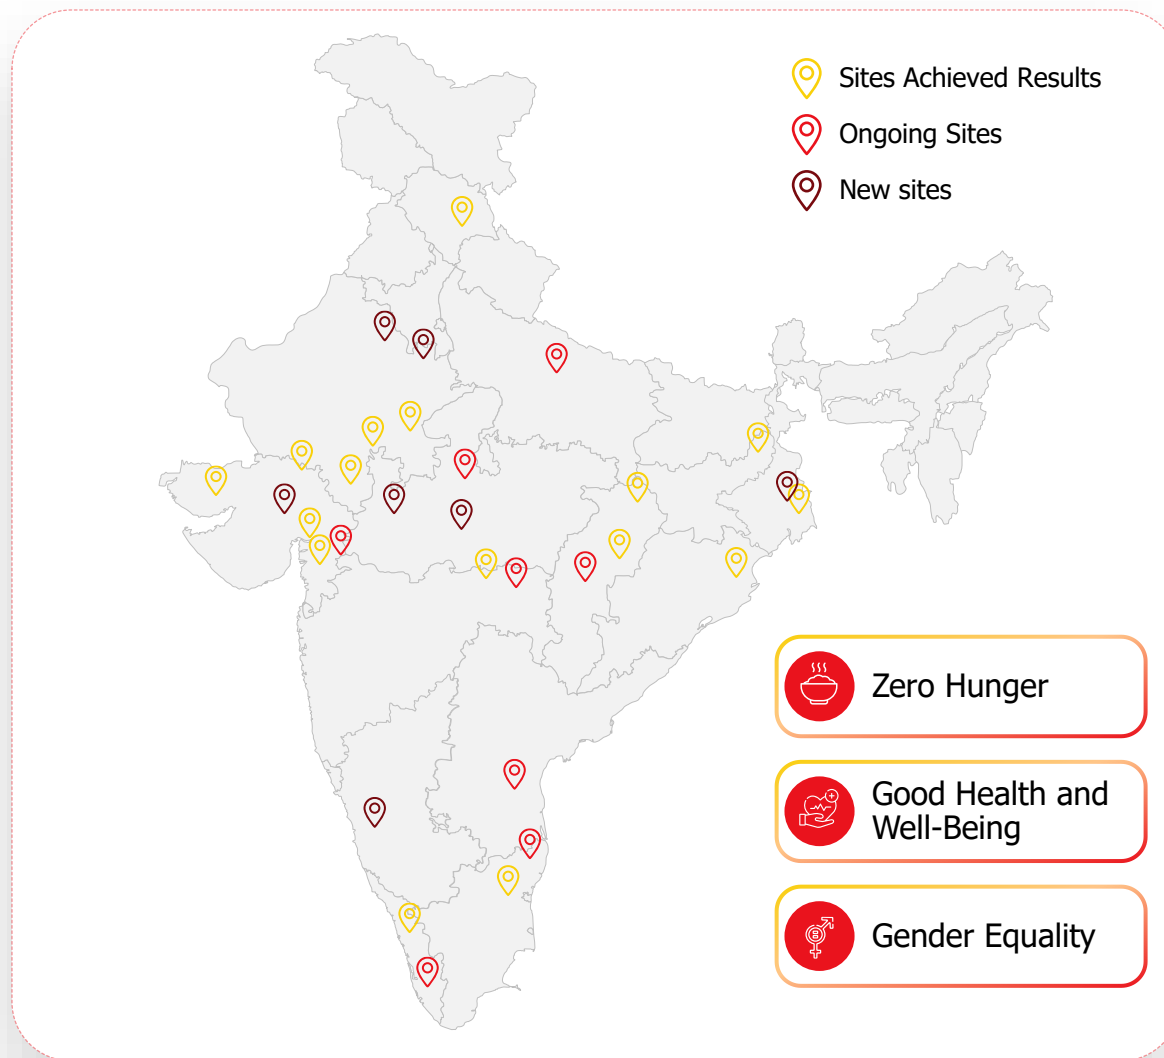 Sites Achieved Results
Ongoing Sites
New sites
Zero Hunger
Good Health and
Well-Being
Gender Equality